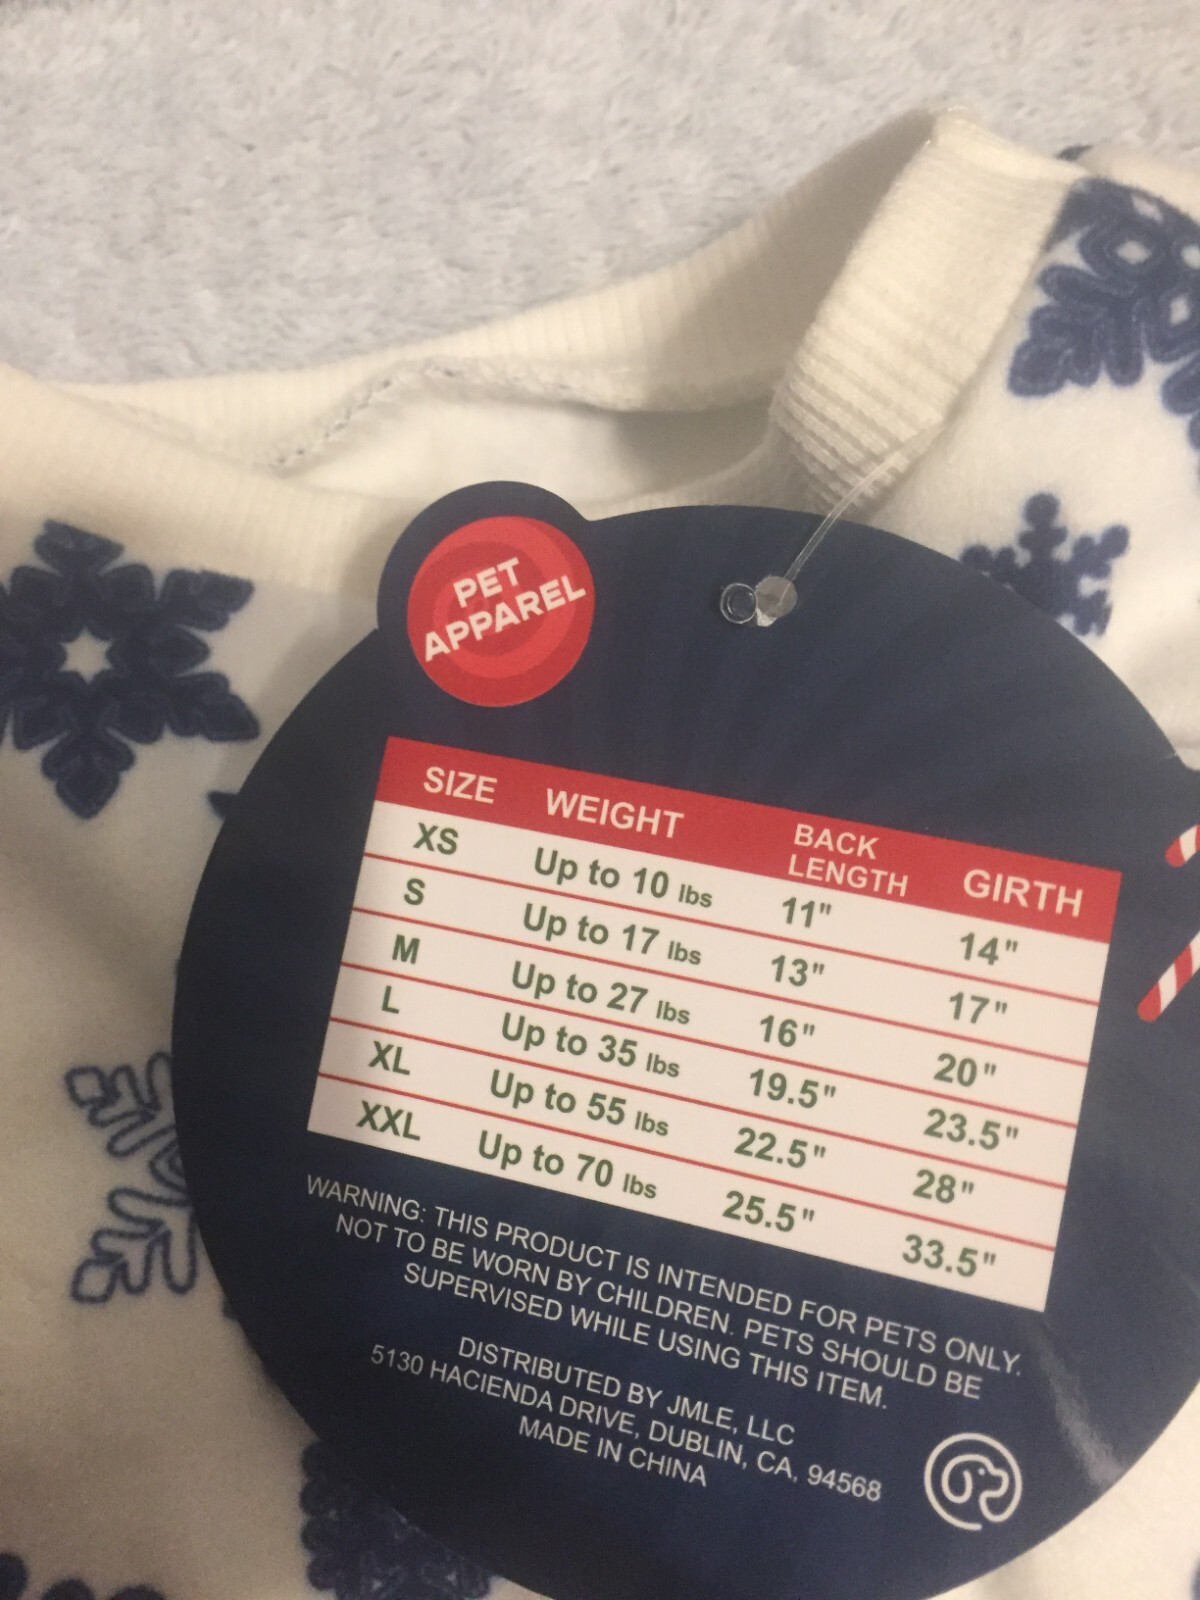 PET
APPAREL
SIZE WEIGHT BACK LENGTH GIRTH
XS Up to 10 lbs 11" 14"
S Up to 17 lbs 13" 17"
M Up to 27 lbs 16" 20"
L Up to 35 lbs 19.5" 23.5"
XL Up to 55 lbs 22.5" 28"
XXL Up to 70 lbs 25.5" 33.5"
WARNING: THIS PRODUCT IS INTENDED FOR PETS ONLY.
NOT TO BE WORN BY CHILDREN. PETS SHOULD BE
SUPERVISED WHILE USING THIS ITEM.
DISTRIBUTED BY JMLE, LLC
5130 HACIENDA DRIVE, DUBLIN, CA, 94568
MADE IN CHINA